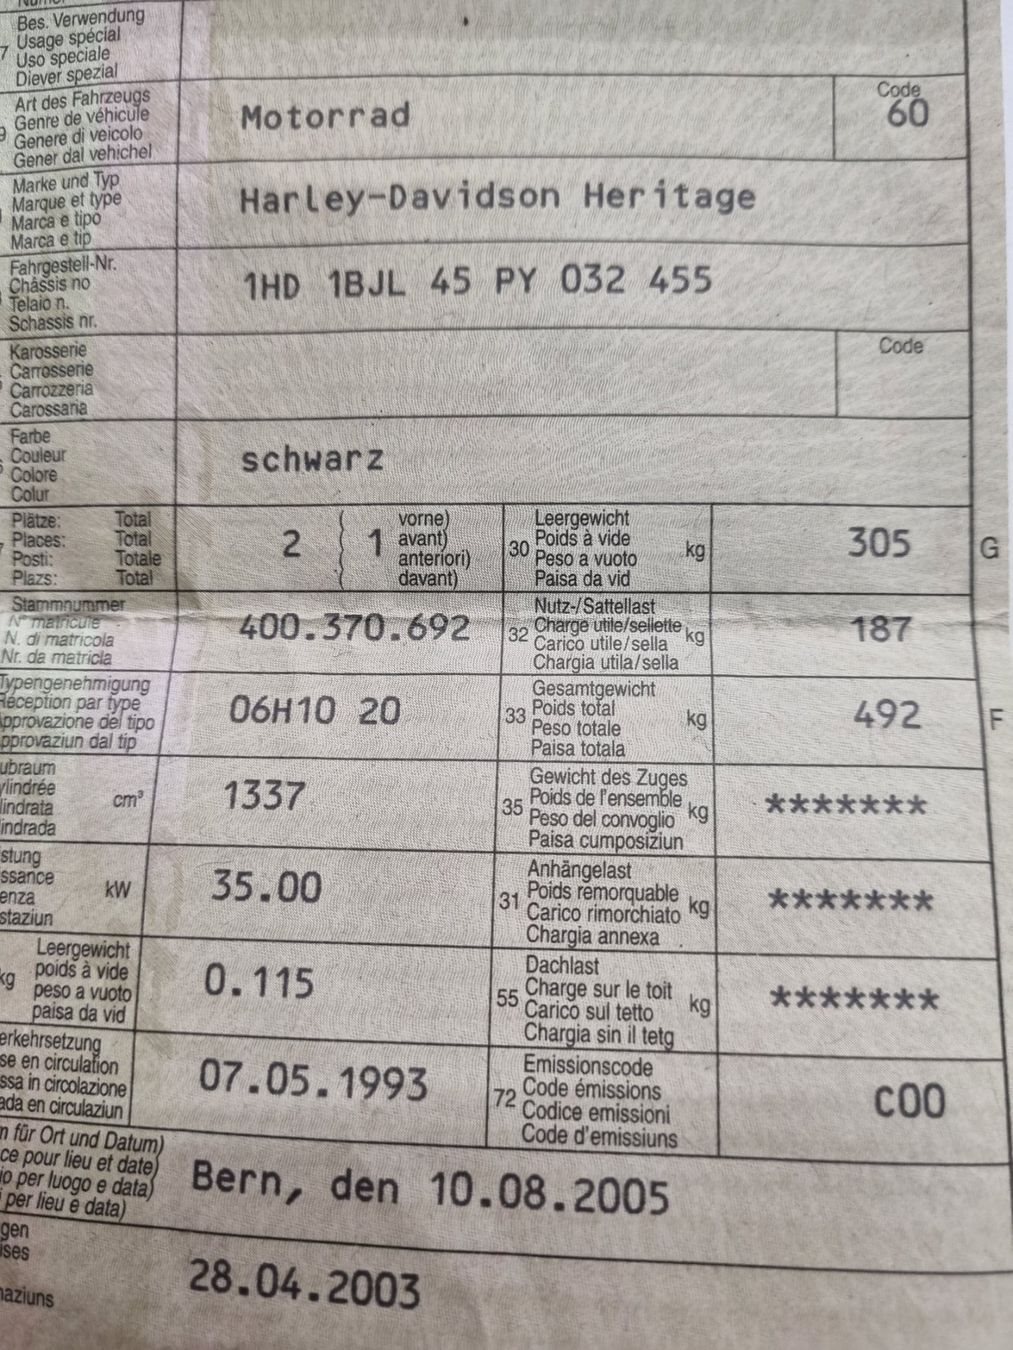 Bes. Verwendung
Usage spécial
Uso speciale
Diever spezial
Art des Fahrzeugs
Genre de véhicule
Genere di veicolo
Gener dal vehichel
Motorrad
Code
60
Marke und Typ
Marque et type
Marca e tipo
Marca e tip
Harley-Davidson Heritage
Fahrgestell-Nr.
Châssis no
Telaio n.
Schassis nr.
1HD 1BJL 45 PY 032 455
Karosserie
Carrosserie
Carrozzeria
Carossaria
Code
Farbe
Couleur
Colore
Colur
schwarz
Plätze: Total
Places: Total
Posti: Totale
Plazs: Total
2 ( 1 vorne)
( avant)
( anteriori)
( davant)
30 Leergewicht
Poids à vide
Peso a vuoto
Paisa da vid
kg
305
G
Stammnummer
N° matricule
N. di matricola
Nr. da matricla
400.370.692
32 Nutz-/Sattellast
Charge utile/sellette
Carico utile/sella
Chargia utila/sella
kg
187
Typengenehmigung
Réception par type
Approvazione del tipo
pprovaziun dal tip
06H10 20
33 Gesamtgewicht
Poids total
Peso totale
Paisa totala
kg
492
F
ubraum
ylindrée
lindrata
indrada
cm³
1337
35 Gewicht des Zuges
Poids de l'ensemble
Peso del convoglio
Paisa cumposiziun
kg
*******
stung
ssance
enza
staziun
kW
35.00
31 Anhängelast
Poids remorquable
Carico rimorchiato
Chargia annexa
kg
*******
kg
Leergewicht
poids à vide
peso a vuoto
paisa da vid
0.115
55 Dachlast
Charge sur le toit
Carico sul tetto
Chargia sin il tetg
kg
*******
erkehrsetzung
se en circulation
ssa in circolazione
ada en circulaziun
07.05.1993
72 Emissionscode
Code émissions
Codice emissioni
Code d'emissiuns
C00
n für Ort und Datum)
ce pour lieu et date)
io per luogo e data)
per lieu e data)
Bern, den 10.08.2005
gen
ises
naziuns
28.04.2003